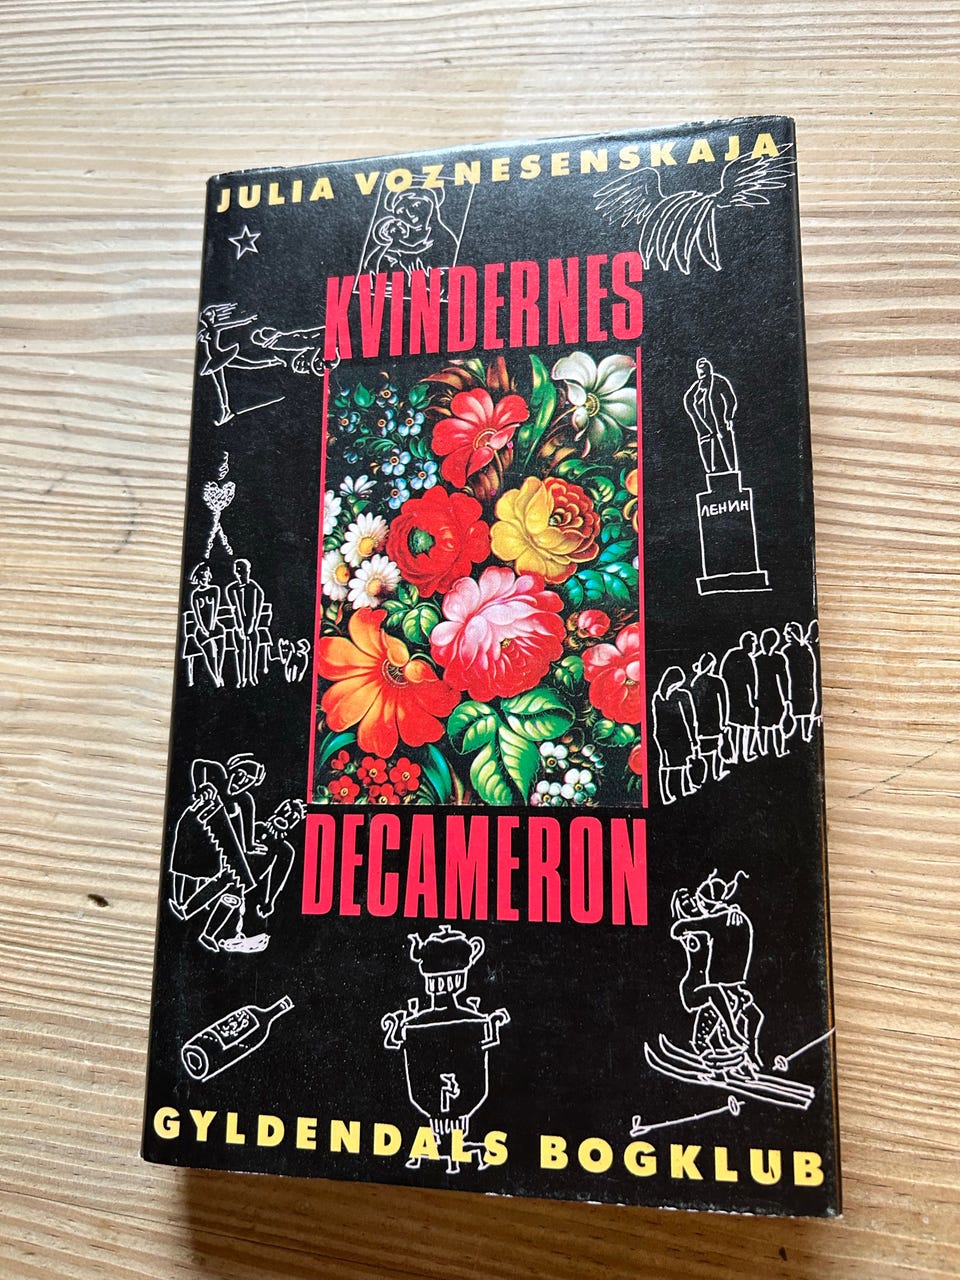 JULIA VOZNESENSKAJA
KVINDERNES
ЛЕНИН
DECAMERON
GYLDENDALS BOGKLUB